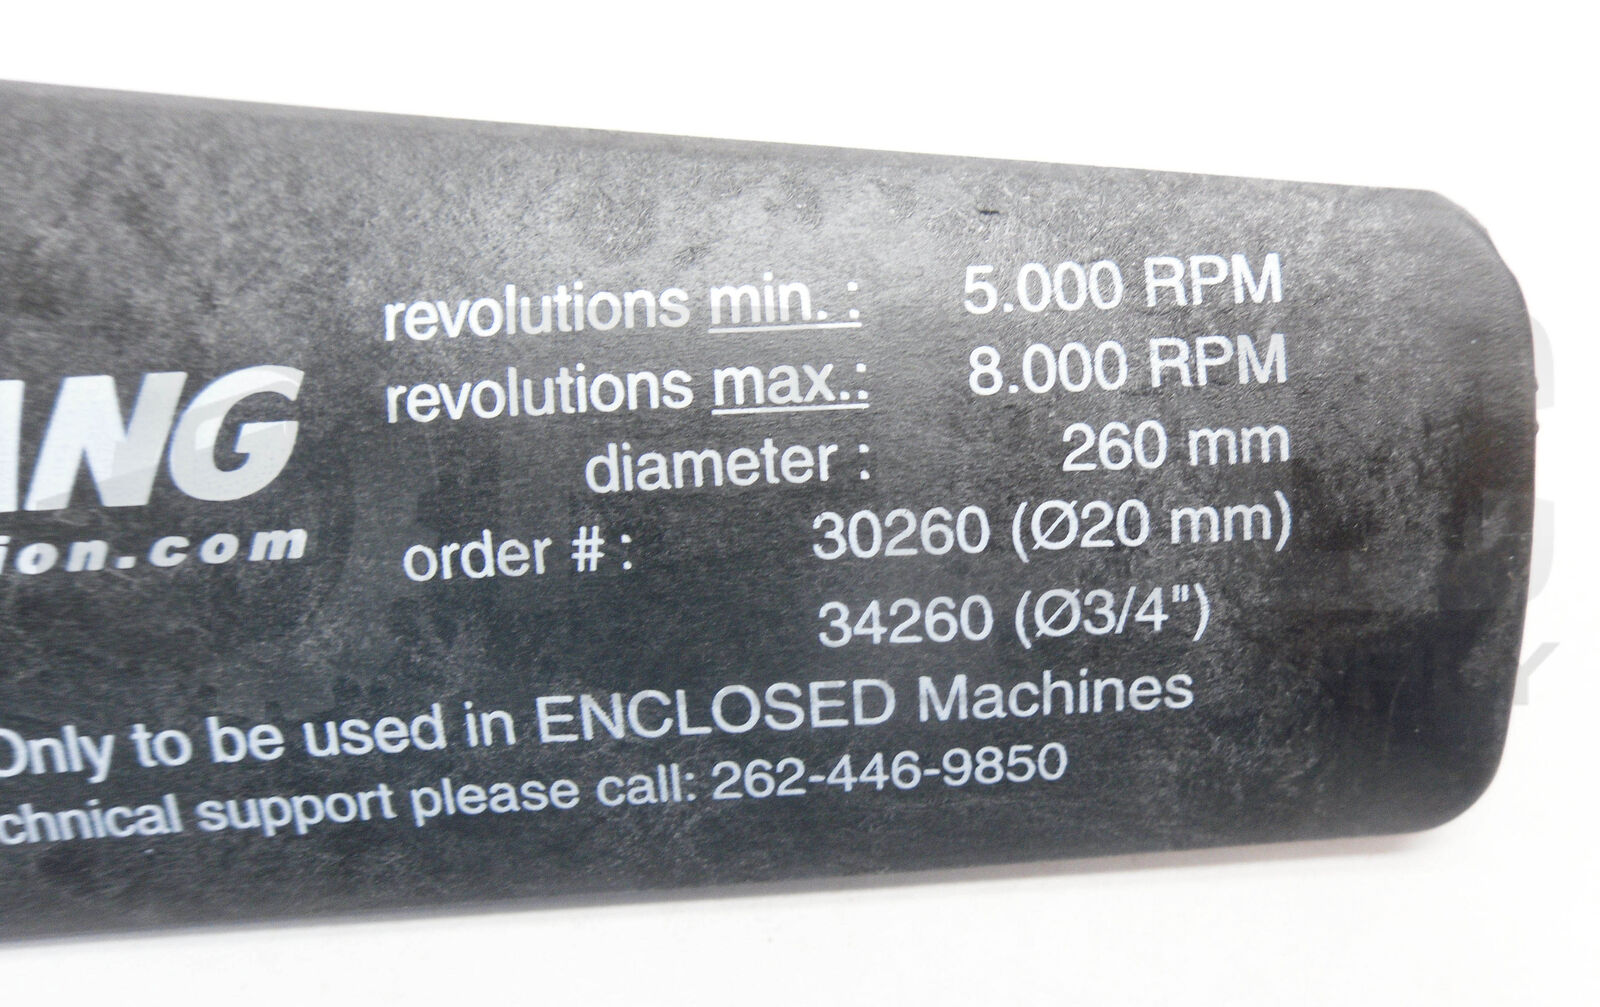 revolutions min. : 5.000 RPM
revolutions max.: 8.000 RPM
diameter : 260 mm
order # : 30260 (Ø20 mm)
34260 (Ø3/4")
ANG
ion.com
Only to be used in ENCLOSED Machines
chnical support please call: 262-446-9850